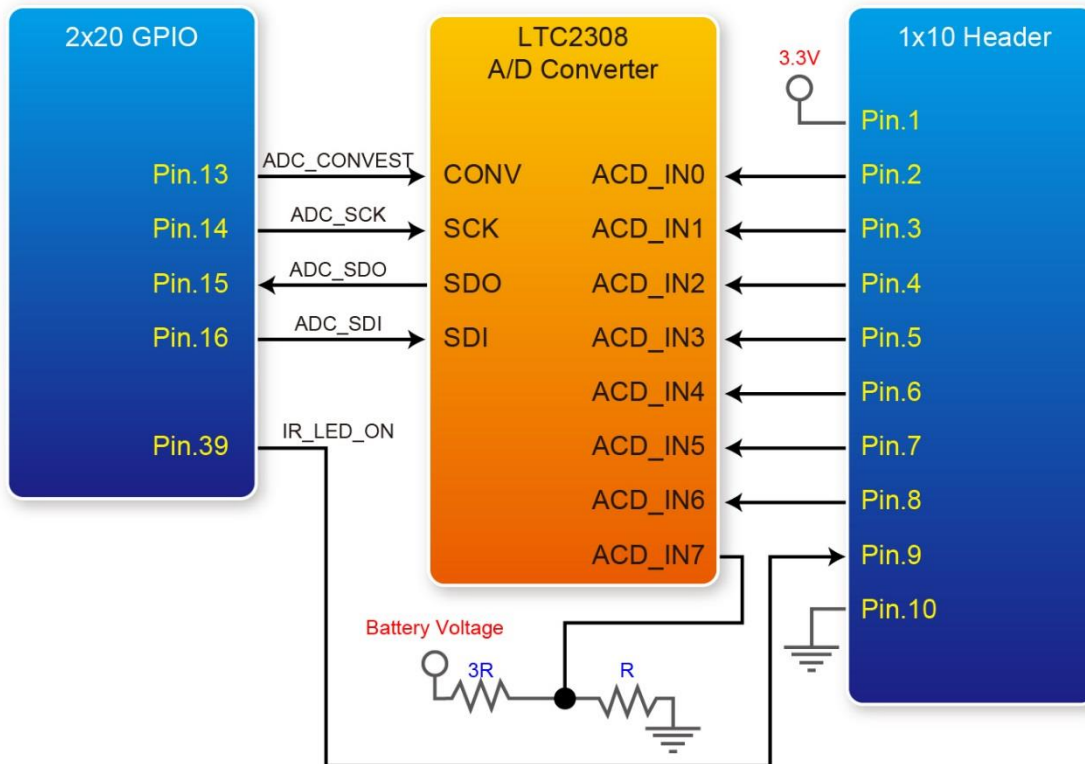 2x20 GPIO
Pin.13
Pin.14
Pin.15
Pin.16
Pin.39
ADC_CONVEST
ADC_SCK
ADC_SDO
ADC_SDI
IR_LED_ON
LTC2308
A/D Converter
CONV
SCK
SDO
SDI
ACD_IN0
ACD_IN1
ACD_IN2
ACD_IN3
ACD_IN4
ACD_IN5
ACD_IN6
ACD_IN7
3.3V
1x10 Header
Pin.1
Pin.2
Pin.3
Pin.4
Pin.5
Pin.6
Pin.7
Pin.8
Pin.9
Pin.10
Battery Voltage
3R
R